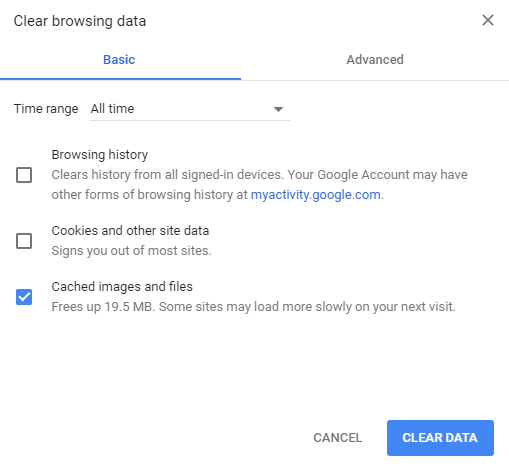 Clear browsing data
Basic
Advanced
Time range
All time
Browsing history
Clears history from all signed-in devices. Your Google Account may have
other forms of browsing history at myactivity.google.com.
Cookies and other site data
Signs you out of most sites.
Cached images and files
Frees up 19.5 MB. Some sites may load more slowly on your next visit.
CANCEL
CLEAR DATA